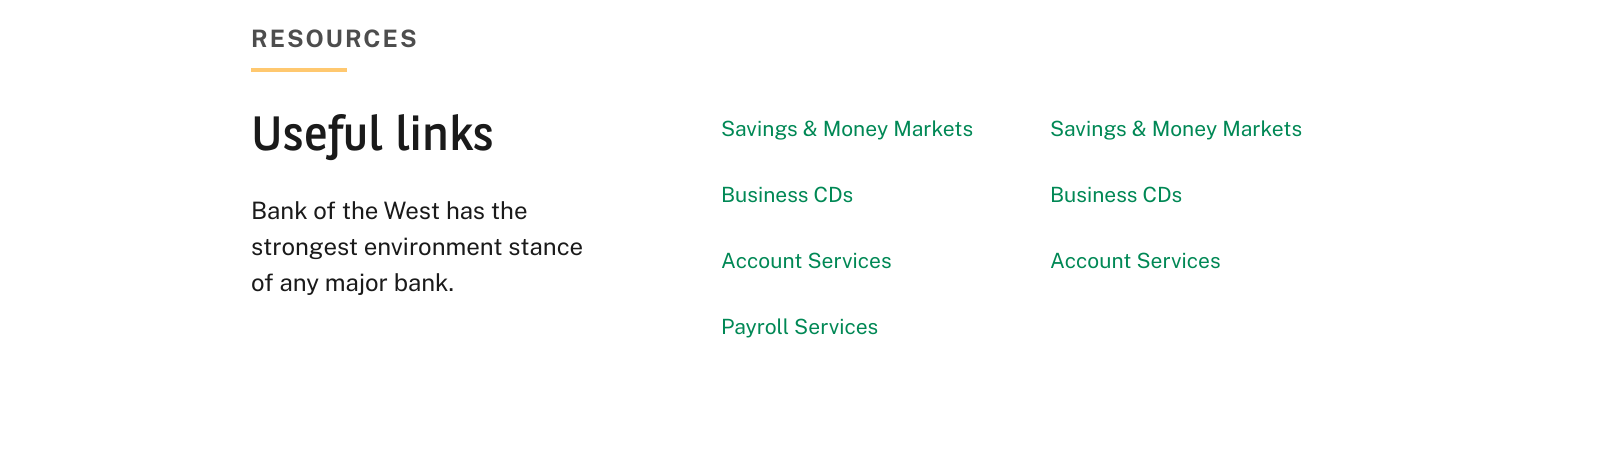 RESOURCES
Useful links
Bank of the West has the
strongest environment stance
of any major bank.
Savings & Money Markets
Business CDs
Account Services
Payroll Services
Savings & Money Markets
Business CDs
Account Services